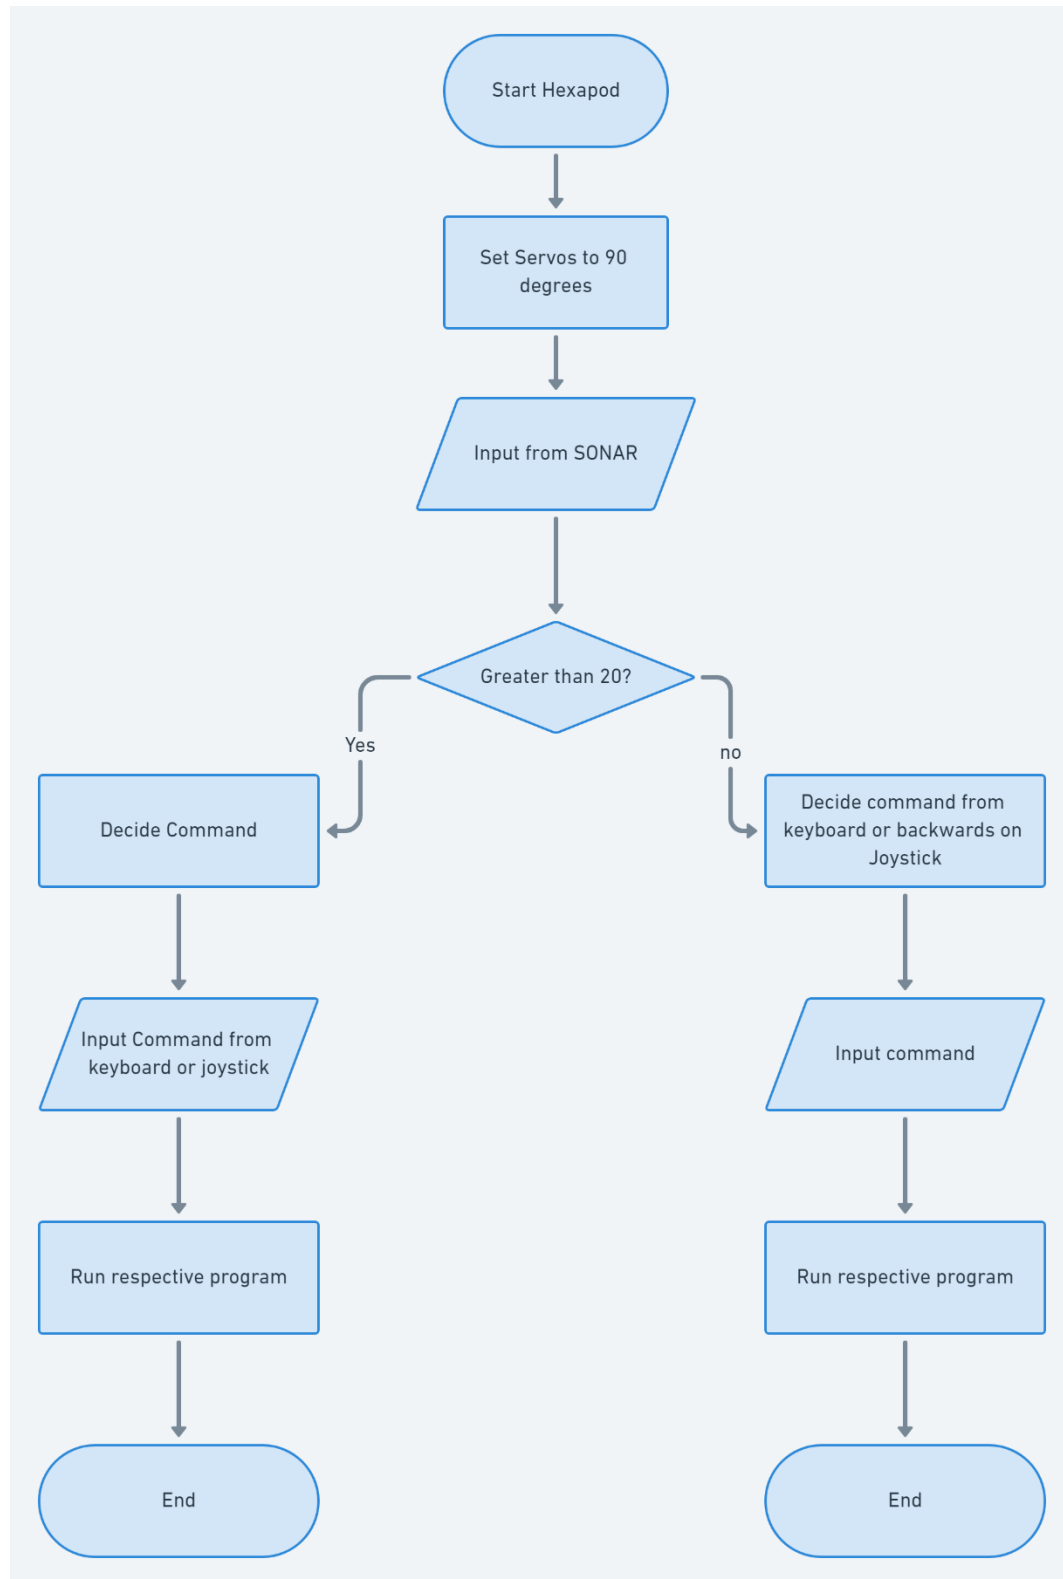 Start Hexapod
Set Servos to 90
degrees
Input from SONAR
Greater than 20?
Yes
no
Decide Command
Decide command from
keyboard or backwards on
Joystick
Input Command from
keyboard or joystick
Input command
Run respective program
Run respective program
End
End